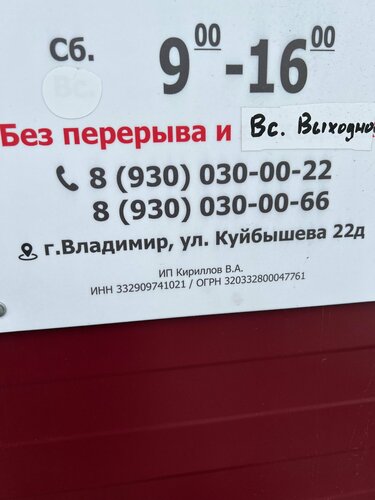 Сб. 9⁰⁰-16⁰⁰
Вс.
Без перерыва и Вс. Выходной
8 (930) 030-00-22
8 (930) 030-00-66
г.Владимир, ул. Куйбышева 22д
ИП Кириллов В.А.
ИНН 332909741021 / ОГРН 320332800047761